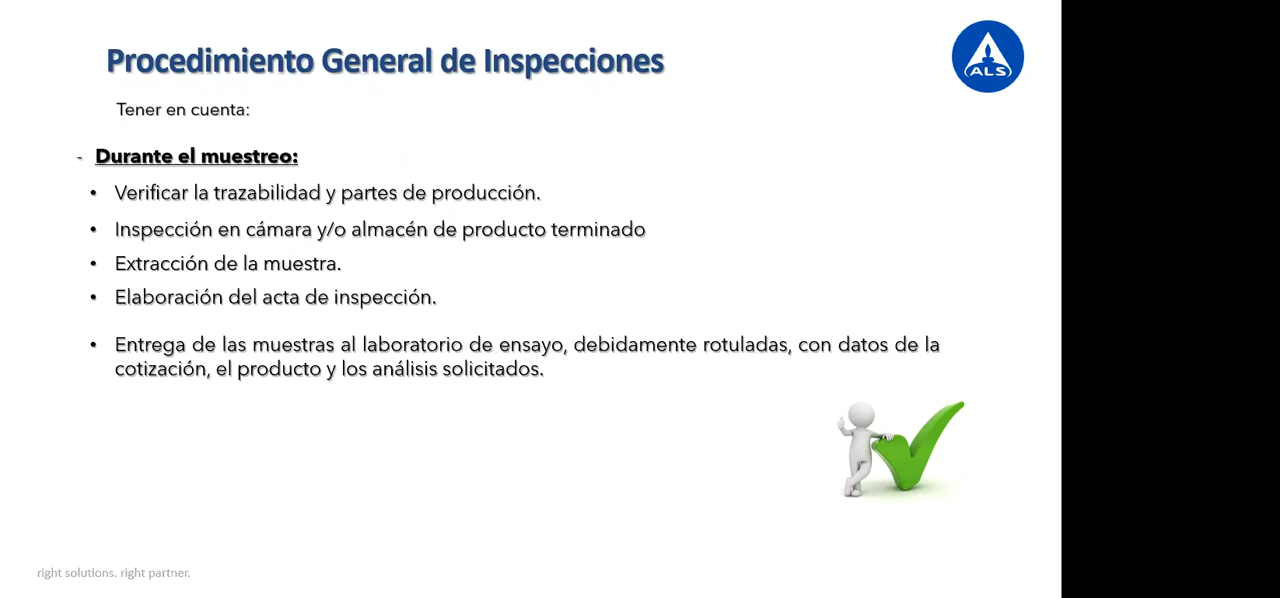 Procedimiento General de Inspecciones
ALS
Tener en cuenta:
- Durante el muestreo:
• Verificar la trazabilidad y partes de producción.
• Inspección en cámara y/o almacén de producto terminado
• Extracción de la muestra.
• Elaboración del acta de inspección.
• Entrega de las muestras al laboratorio de ensayo, debidamente rotuladas, con datos de la
cotización, el producto y los análisis solicitados.
right solutions. right partner.